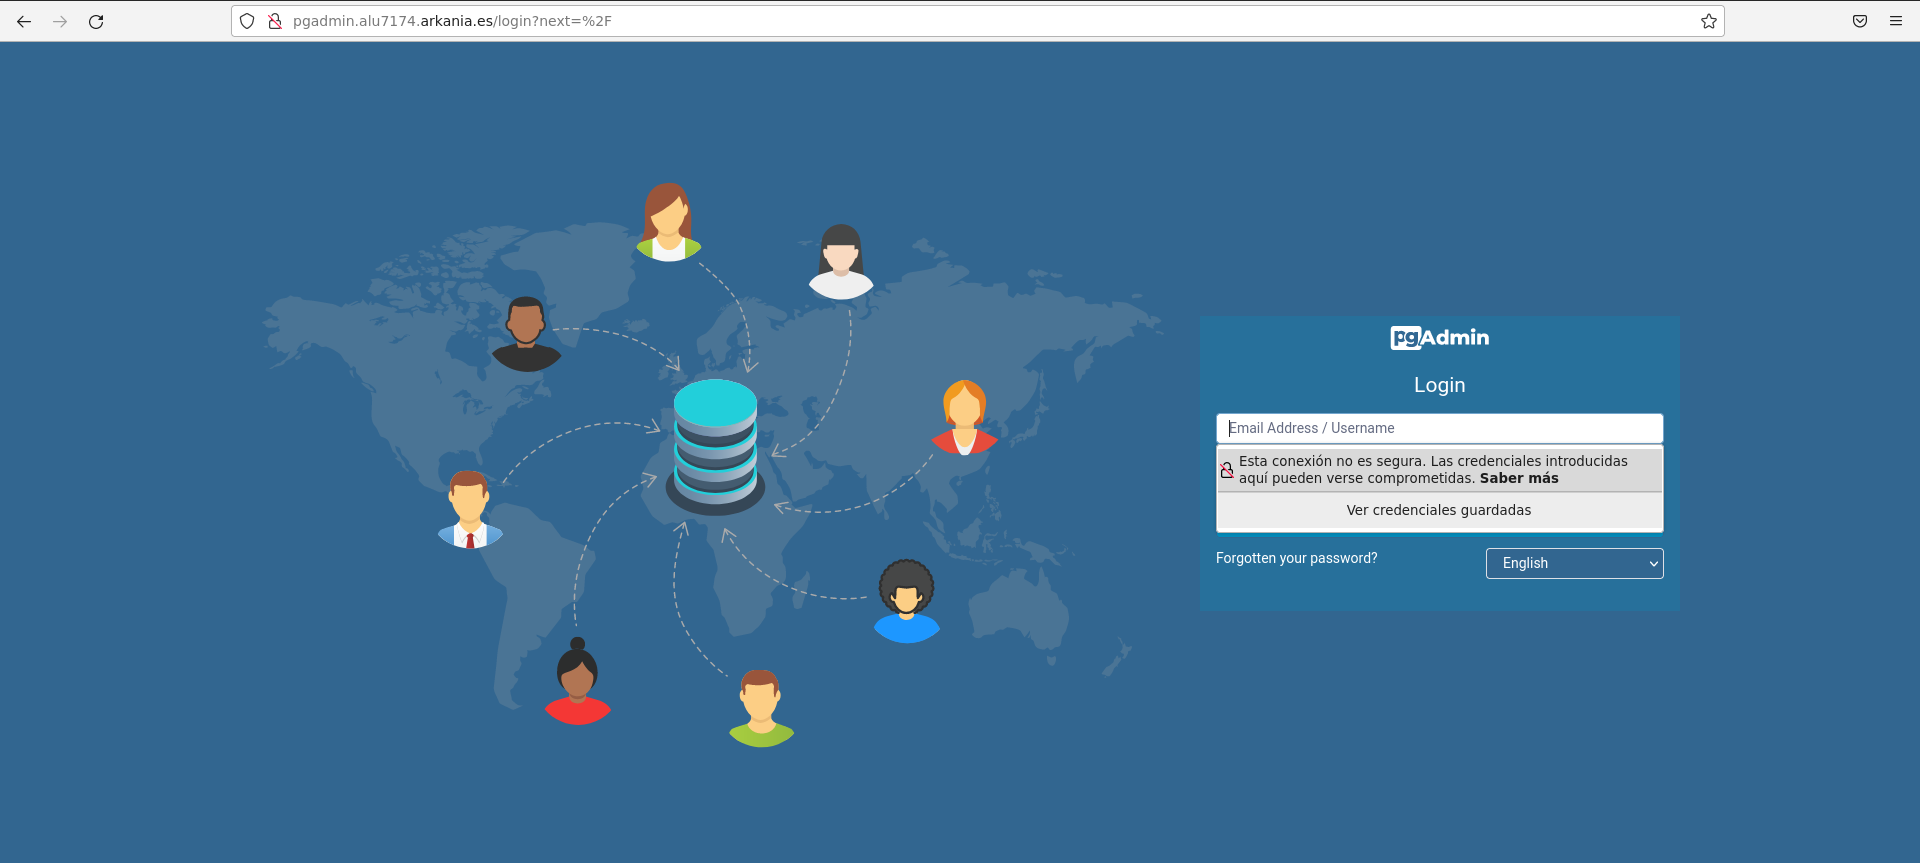 pgadmin.alu7174.arkania.es/login?next=%2F
pgAdmin
Login
Email Address / Username
Esta conexión no es segura. Las credenciales introducidas
aquí pueden verse comprometidas. Saber más
Ver credenciales guardadas
Forgotten your password?
English